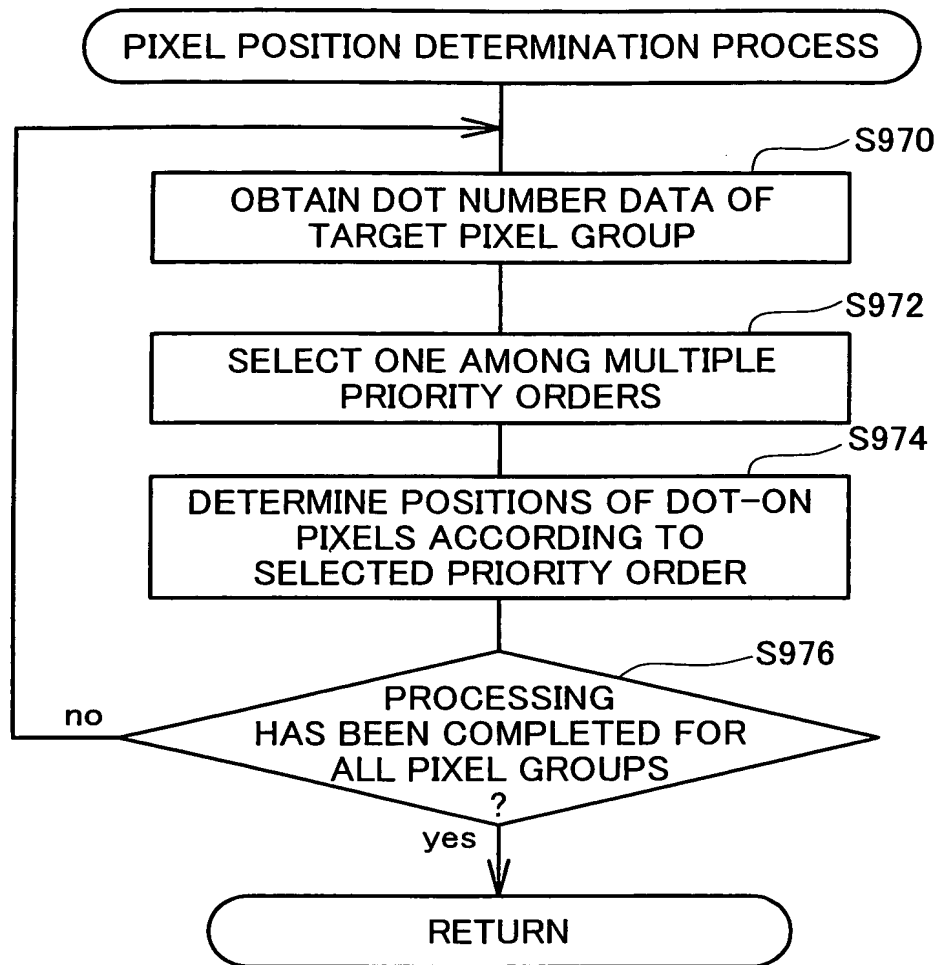 PIXEL POSITION DETERMINATION PROCESS
S970
OBTAIN DOT NUMBER DATA OF
TARGET PIXEL GROUP
S972
SELECT ONE AMONG MULTIPLE
PRIORITY ORDERS
S974
DETERMINE POSITIONS OF DOT-ON
PIXELS ACCORDING TO
SELECTED PRIORITY ORDER
S976
PROCESSING
HAS BEEN COMPLETED FOR
ALL PIXEL GROUPS
?
no
yes
RETURN